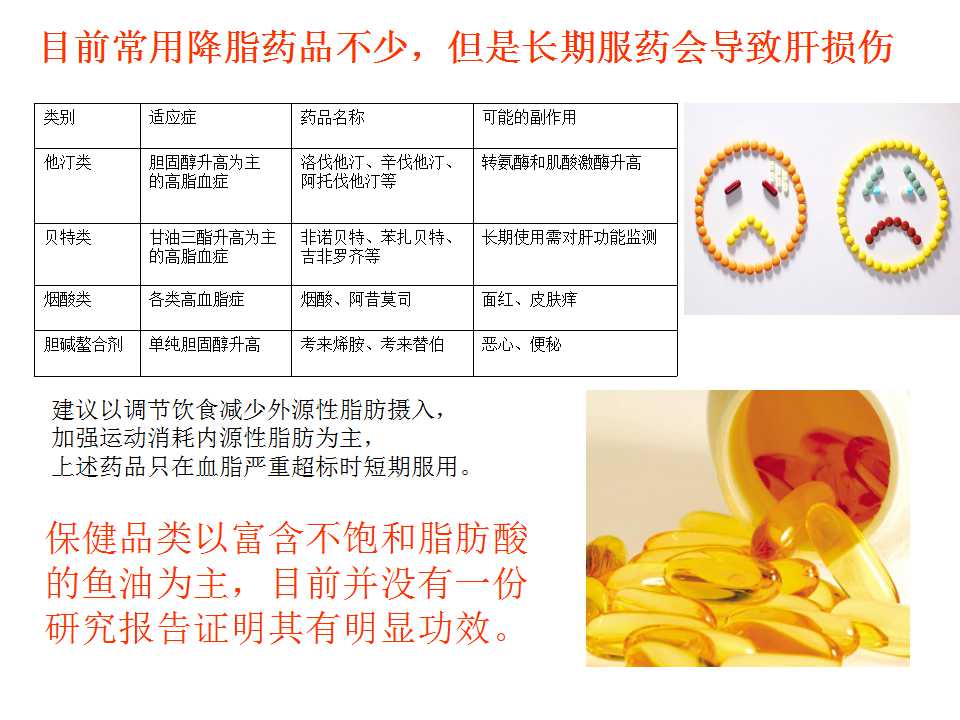 目前常用降脂药品不少，但是长期服药会导致肝损伤
类别 适应症 药品名称 可能的副作用
他汀类 胆固醇升高为主 洛伐他汀、辛伐他汀、 转氨酶和肌酸激酶升高
的高脂血症 阿托伐他汀等
贝特类 甘油三酯升高为主 非诺贝特、苯扎贝特、 长期使用需对肝功能监测
的高脂血症 吉非罗齐等
烟酸类 各类高血脂症 烟酸、阿昔莫司 面红、皮肤痒
胆碱螯合剂 单纯胆固醇升高 考来烯胺、考来替伯 恶心、便秘
建议以调节饮食减少外源性脂肪摄入，
加强运动消耗内源性脂肪为主，
上述药品只在血脂严重超标时短期服用。
保健品类以富含不饱和脂肪酸
的鱼油为主，目前并没有一份
研究报告证明其有明显功效。